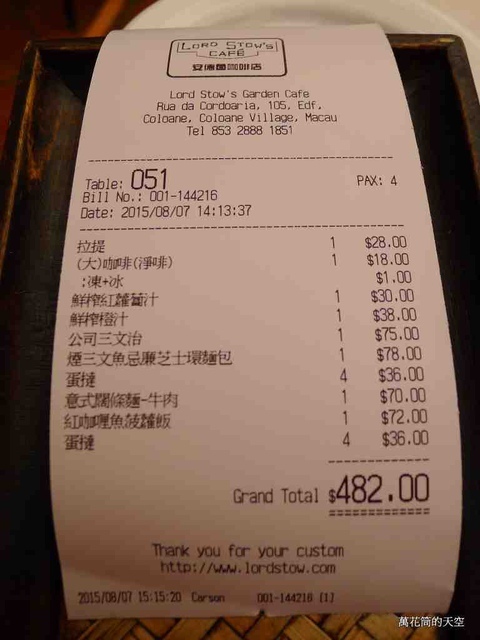 LORD STOW'S
CAFÉ
安德魯咖啡店
Lord Stow's Garden Cafe
Rua da Cordoaria, 105, Edf,
Coloane, Coloane Village, Macau
Tel 853 2888 1851
Table: 051 PAX: 4
Bill No.: 001-144216
Date: 2015/08/07 14:13:37
拉提 1 $28.00
(大)咖啡(淨啡) 1 $18.00
:凍+冰 $1.00
鮮榨紅蘿蔔汁 1 $30.00
鮮榨橙汁 1 $38.00
公司三文治 1 $75.00
煙三文魚忌廉芝士環麵包 1 $78.00
蛋撻 4 $36.00
意式闊條麵-牛肉 1 $70.00
紅咖喱魚菠蘿飯 1 $72.00
蛋撻 4 $36.00
Grand Total $482.00
Thank you for your custom
http://www.lordstow.com
2015/08/07 15:15:20 Carson 001-144216 [1]
萬花筒的天空